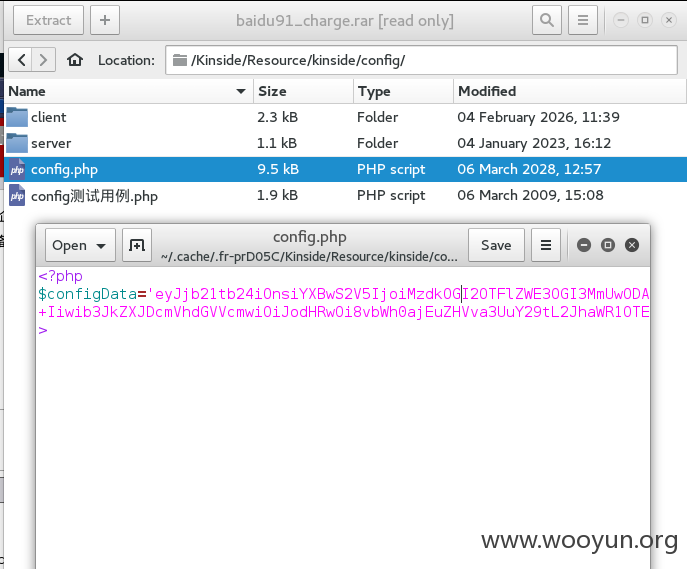 Extract
baidu91_charge.rar [read only]
Location:
/Kinside/Resource/kinside/config/
Name Size Type Modified
client 2.3 kB Folder 04 February 2026, 11:39
server 1.1 kB Folder 04 January 2023, 16:12
config.php 9.5 kB PHP script 06 March 2028, 12:57
config测试用例.php 1.9 kB PHP script 06 March 2009, 15:08
Open
config.php
~/.cache/.fr-prD05C/Kinside/Resource/kinside/co...
Save
<?php
$configData='eyJjb21tb24iOnsiYXBwS2V5IjoiMzdkOGI2OTFlZWE3OGI3MmUwODA
+Iiwib3JkZXJDcmVhdGVVcmwiOiJodHRwOi8vbWh0ajEuZHVva3UuY29tL2JhaWR1OTE
>
www.wooyun.org